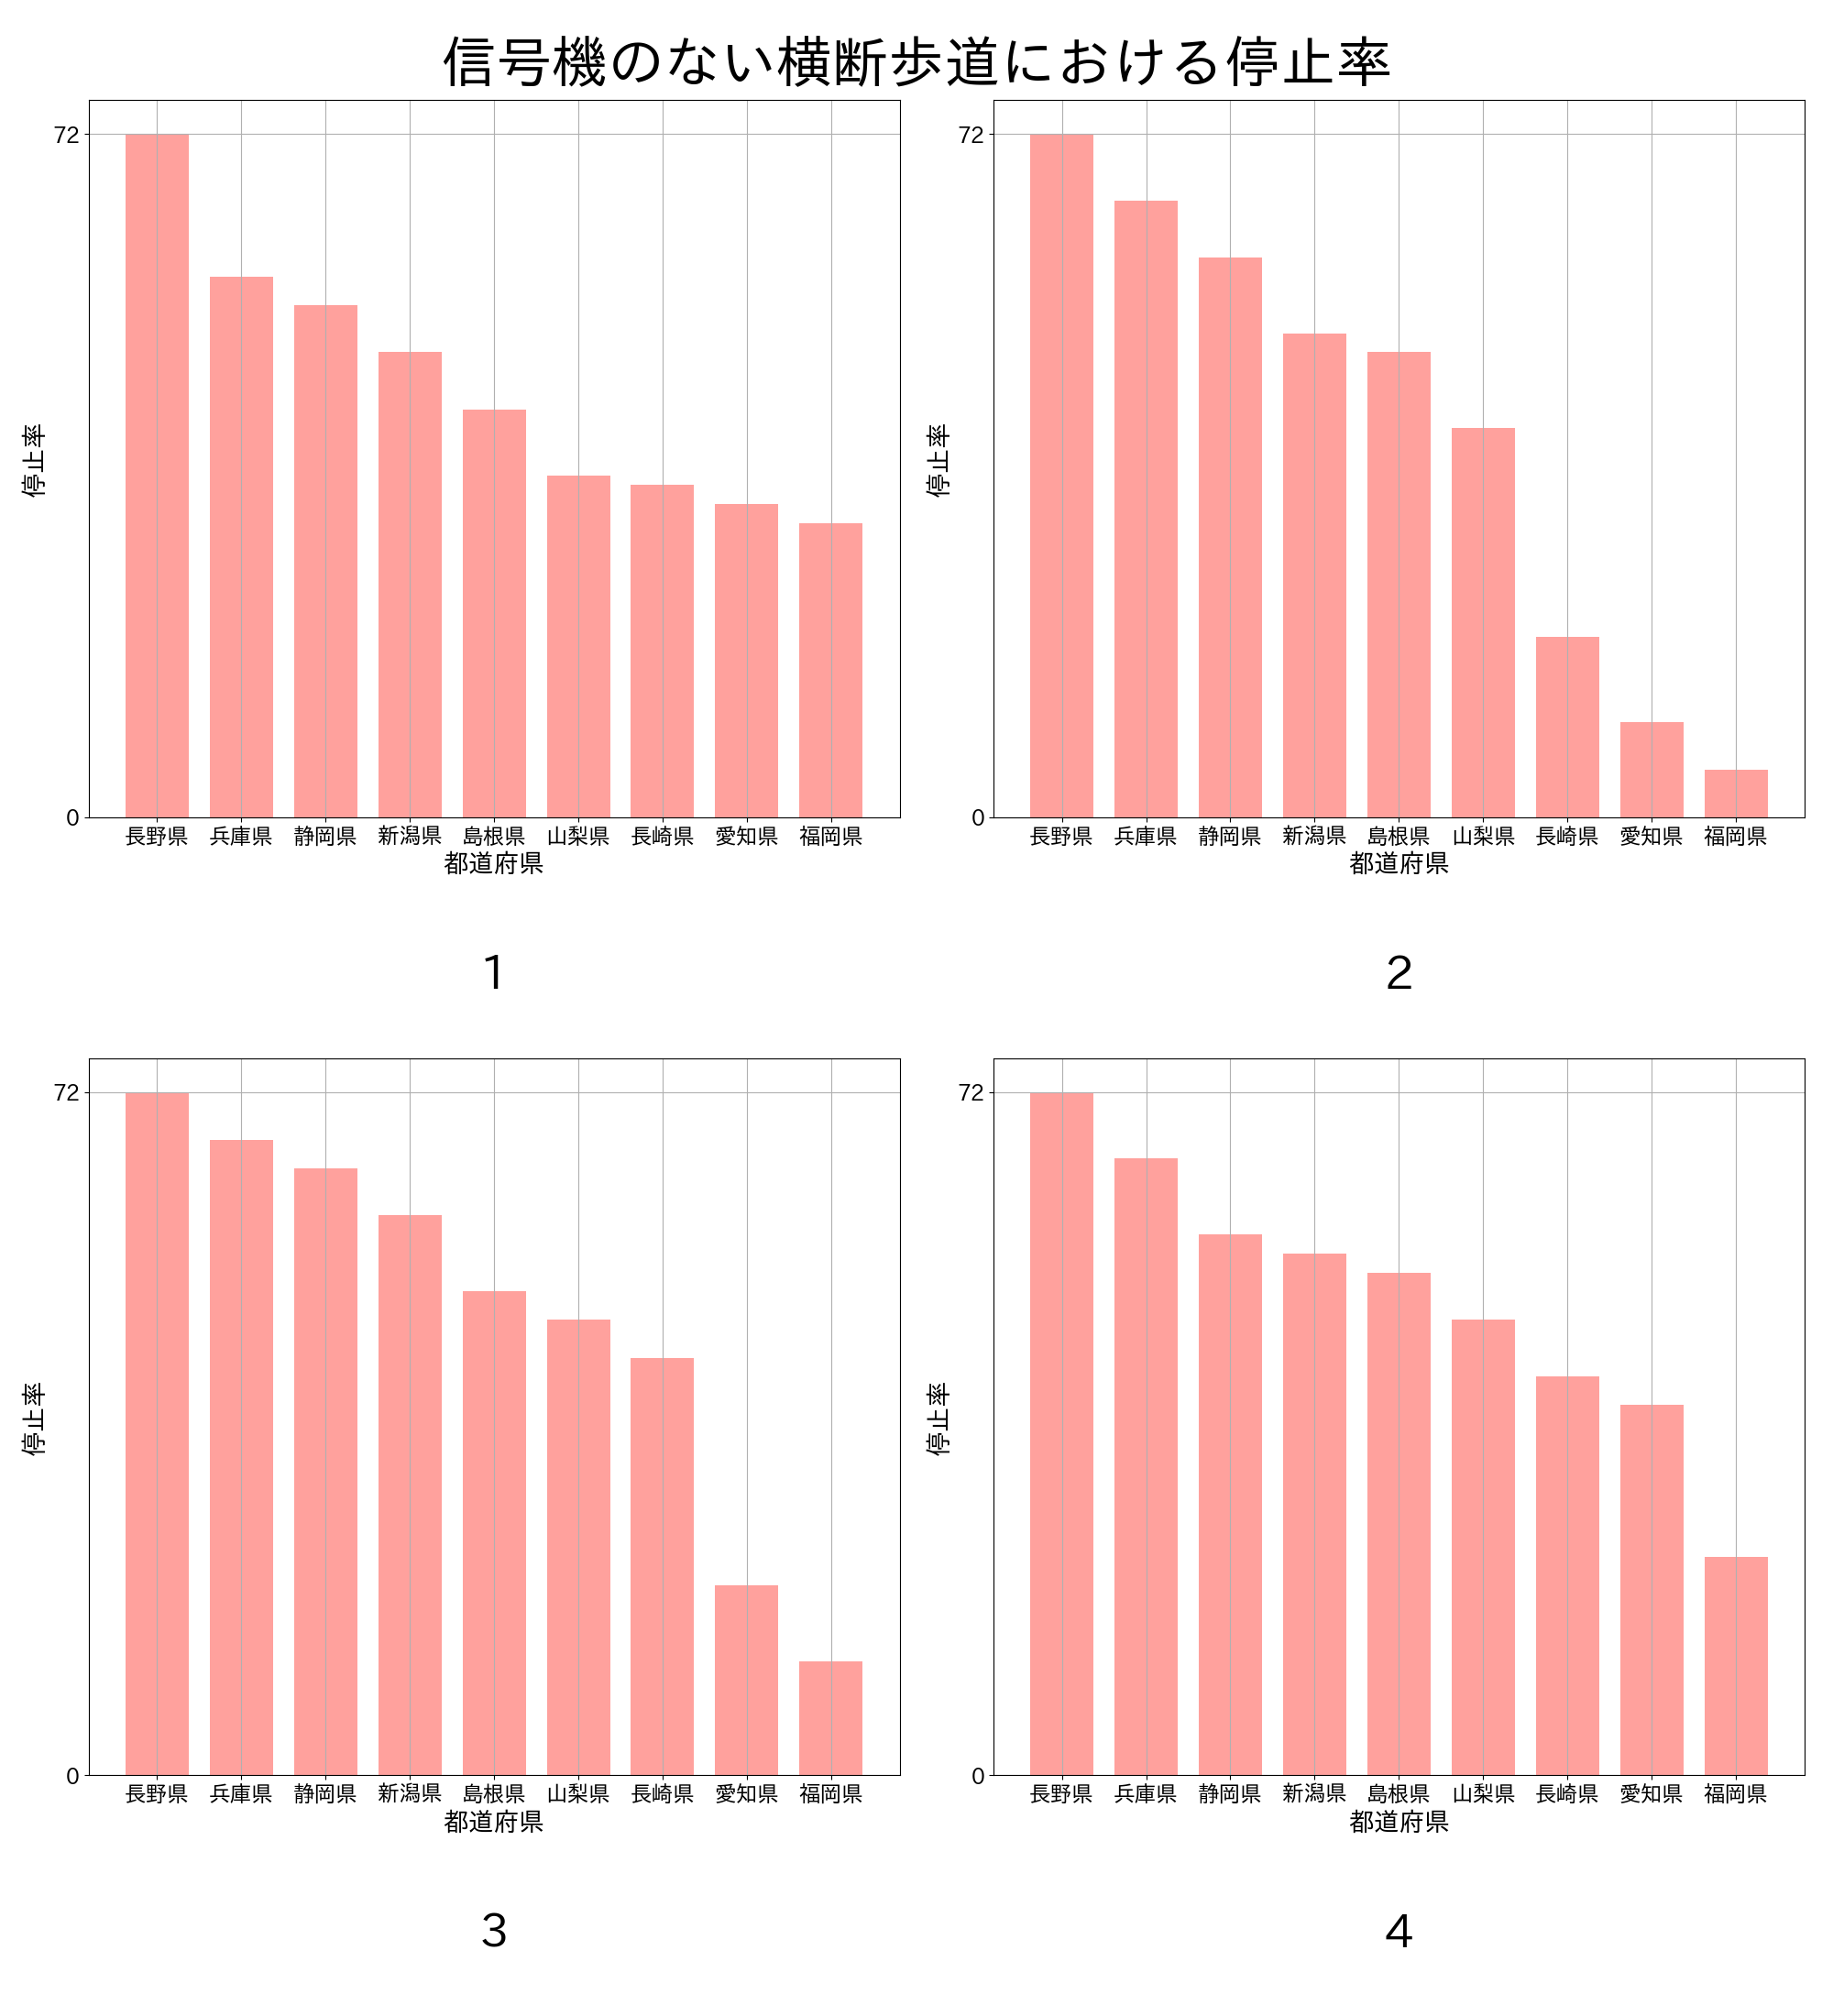 信号機のない横断歩道における停止率
72
0
停止率
長野県 兵庫県 静岡県 新潟県 島根県 山梨県 長崎県 愛知県 福岡県
都道府県
1
72
0
停止率
長野県 兵庫県 静岡県 新潟県 島根県 山梨県 長崎県 愛知県 福岡県
都道府県
2
72
0
停止率
長野県 兵庫県 静岡県 新潟県 島根県 山梨県 長崎県 愛知県 福岡県
都道府県
3
72
0
停止率
長野県 兵庫県 静岡県 新潟県 島根県 山梨県 長崎県 愛知県 福岡県
都道府県
4